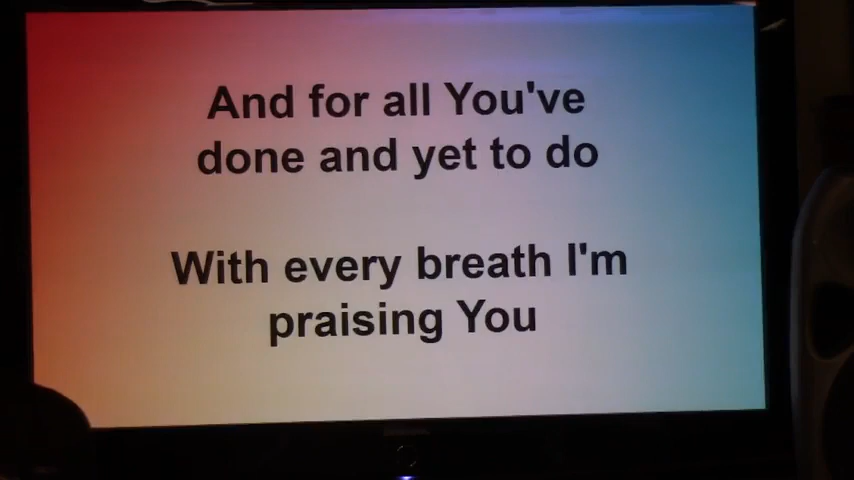 And for all You've
done and yet to do
With every breath I'm
praising You